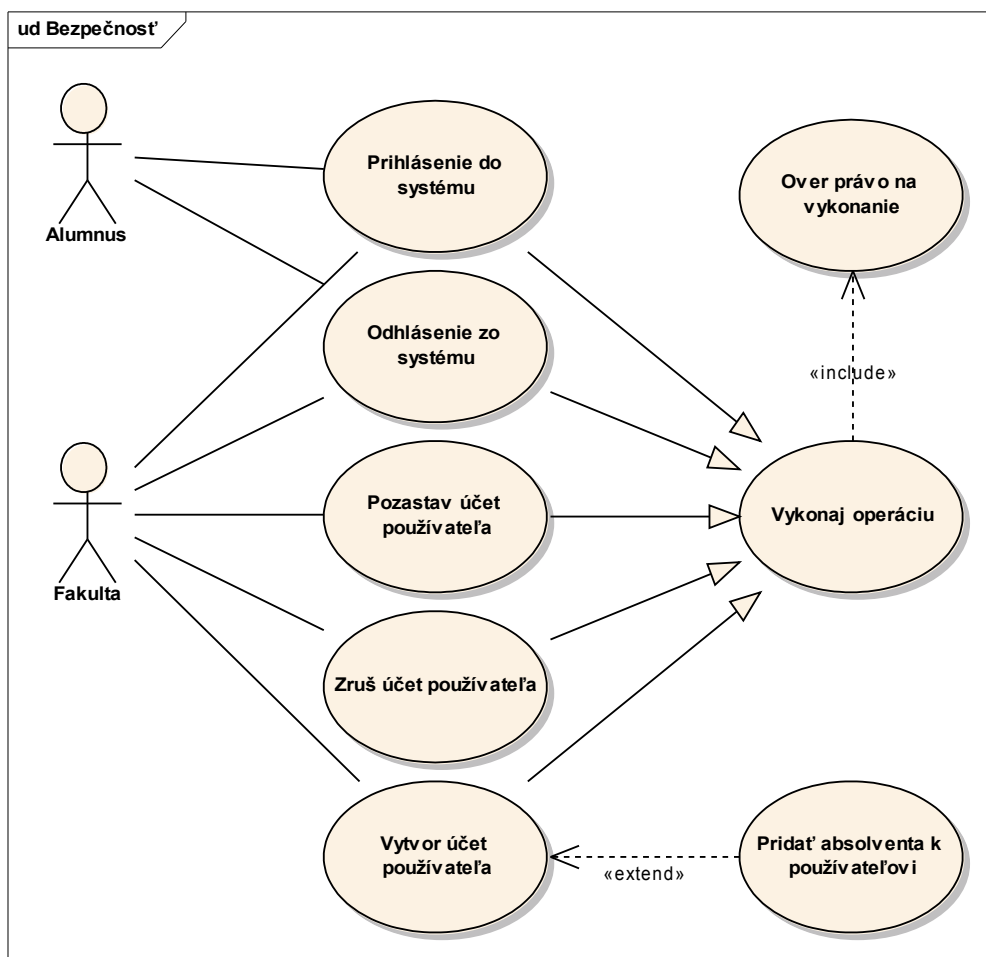 ud Bezpečnosť
Alumnus
Prihlásenie do
systému
Over právo na
vykonanie
Odhlásenie zo
systému
«include»
Fakulta
Pozastav účet
používateľa
Vykonaj operáciu
Zruš účet používateľa
Vytvor účet
používateľa
«extend»
Pridať absolventa k
používateľovi